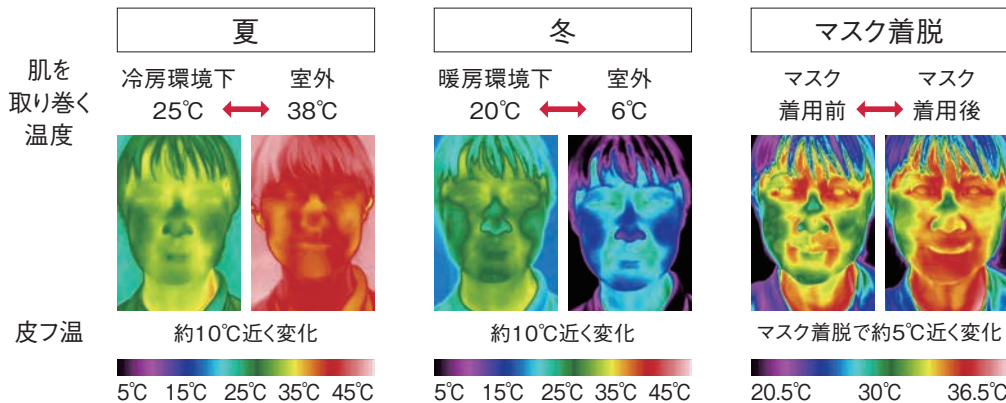 夏
冬
マスク着脱
肌を
取り巻く
温度
冷房環境下
25℃
室外
38℃
暖房環境下
20℃
室外
6℃
マスク
着用前
マスク
着用後
皮フ温
約10℃近く変化
約10℃近く変化
マスク着脱で約5℃近く変化
5℃ 15℃ 25℃ 35℃ 45℃
5℃ 15℃ 25℃ 35℃ 45℃
20.5℃ 30℃ 36.5℃